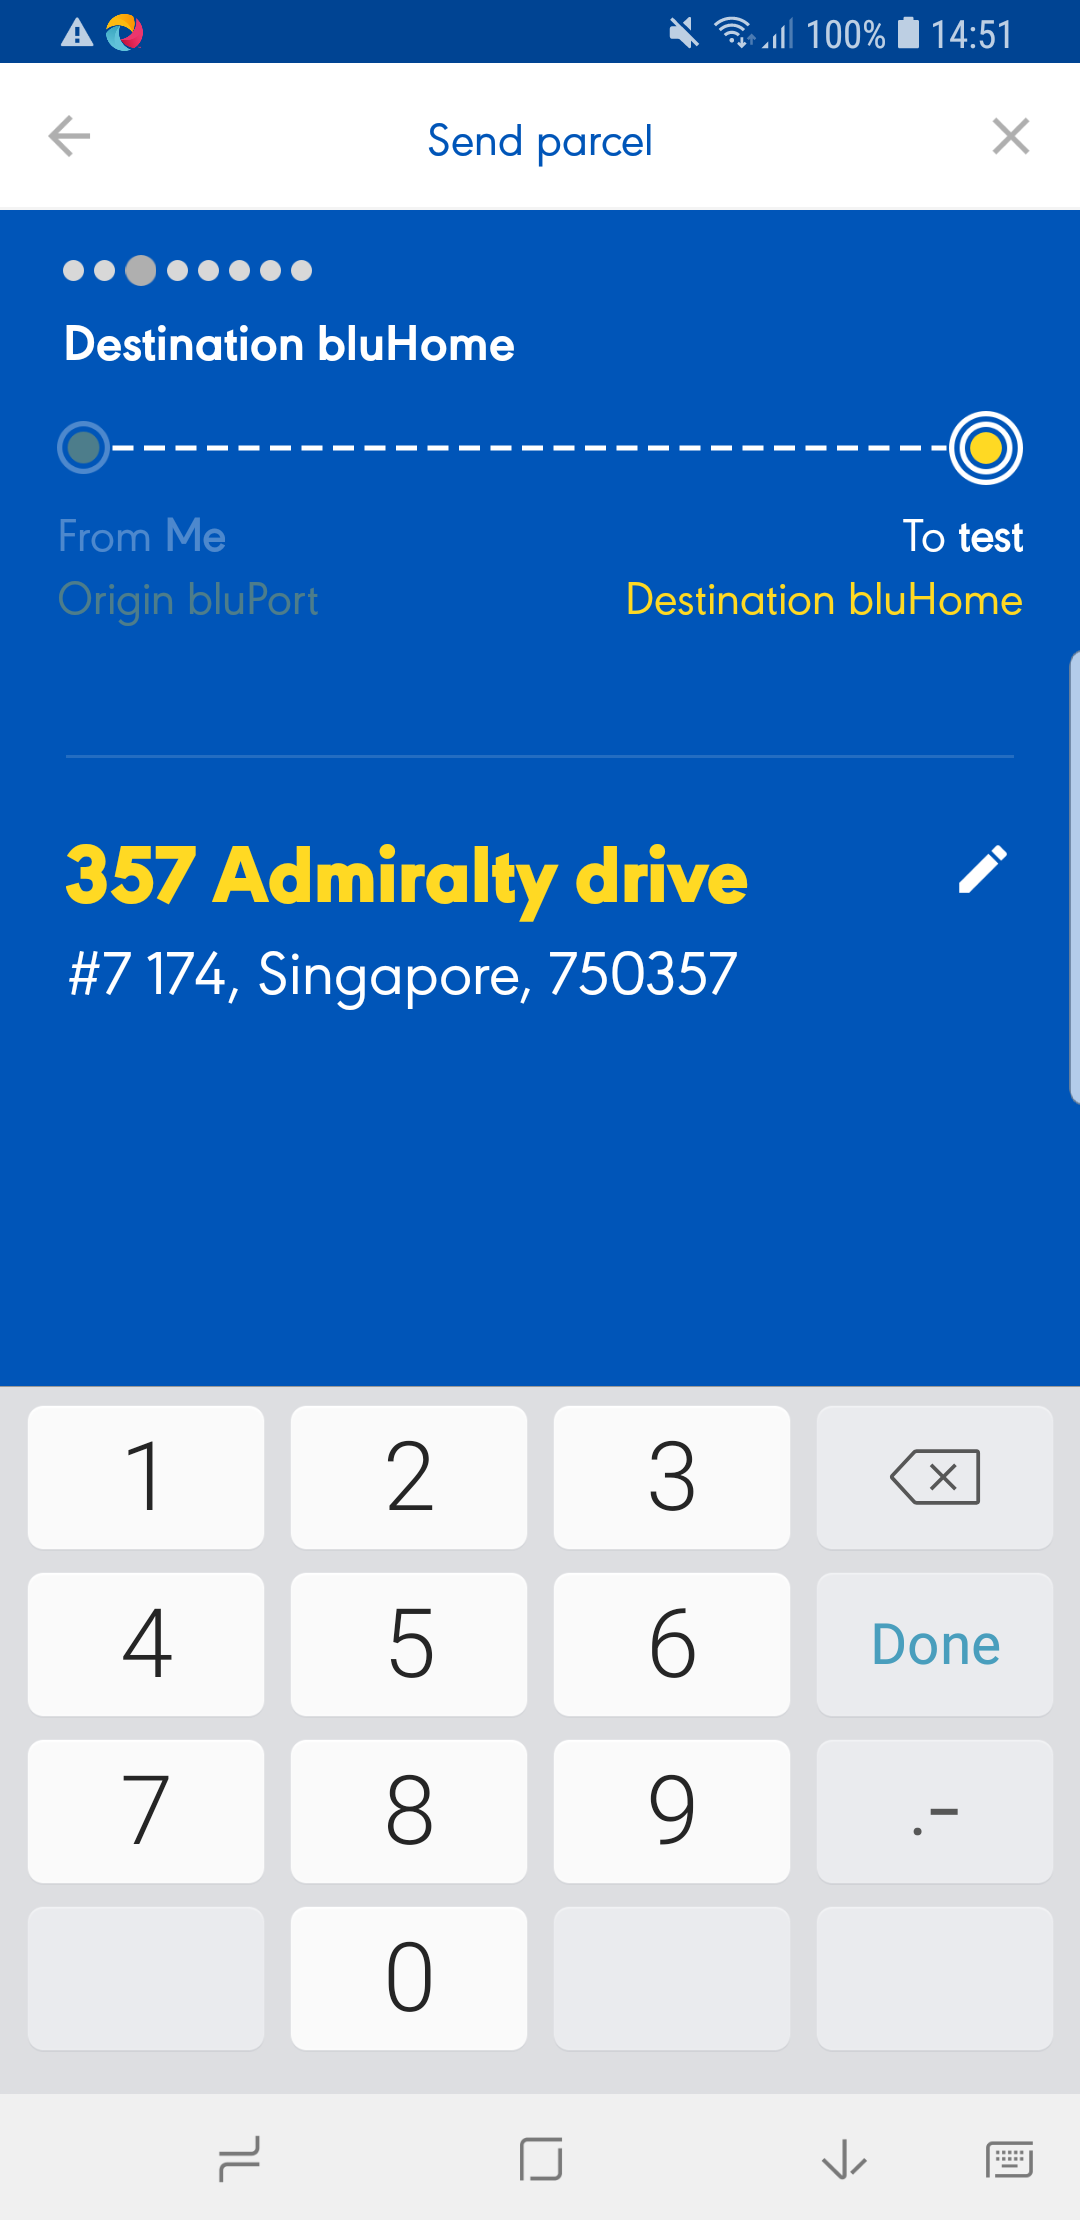 100% 14:51
Send parcel
Destination bluHome
From Me
To test
Origin bluPort
Destination bluHome
357 Admiralty drive
#7 174, Singapore, 750357
1 2 3
4 5 6 Done
7 8 9 .-
0